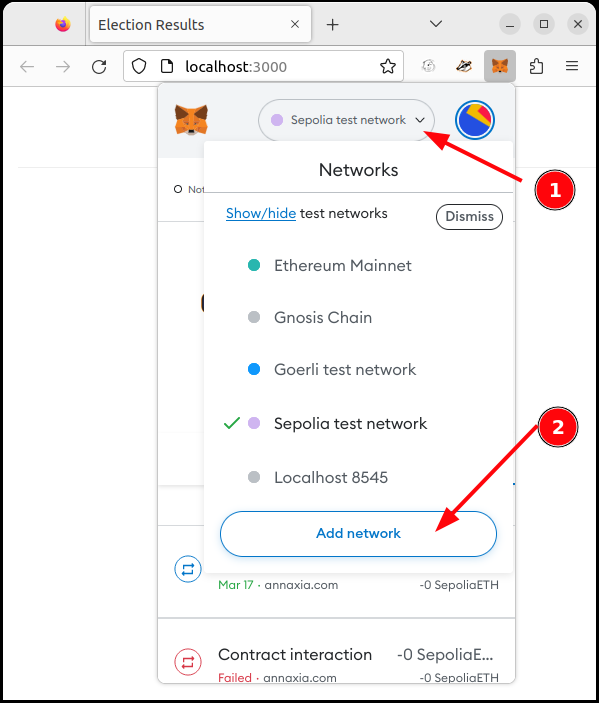 Election Results
localhost:3000
Sepolia test network
1
Not
Networks
Show/hide test networks
Dismiss
Ethereum Mainnet
Gnosis Chain
Goerli test network
Sepolia test network
2
Localhost 8545
Add network
Mar 17 · annaxia.com
-0 SepoliaETH
Contract interaction
-0 SepoliaE...
Failed · annaxia.com
-0 SepoliaETH